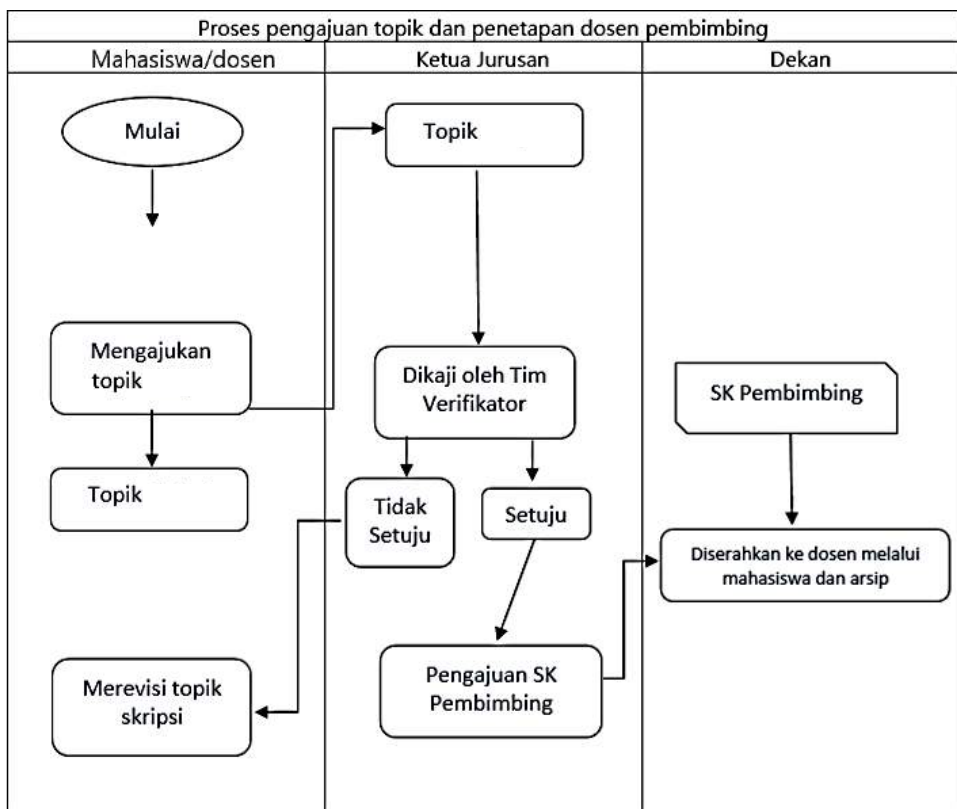 Proses pengajuan topik dan penetapan dosen pembimbing
Mahasiswa/dosen
Ketua Jurusan
Dekan
Mulai
Topik
Mengajukan
topik
Dikaji oleh Tim
Verifikator
SK Pembimbing
Topik
Tidak
Setuju
Setuju
Diserahkan ke dosen melalui
mahasiswa dan arsip
Merevisi topik
skripsi
Pengajuan SK
Pembimbing